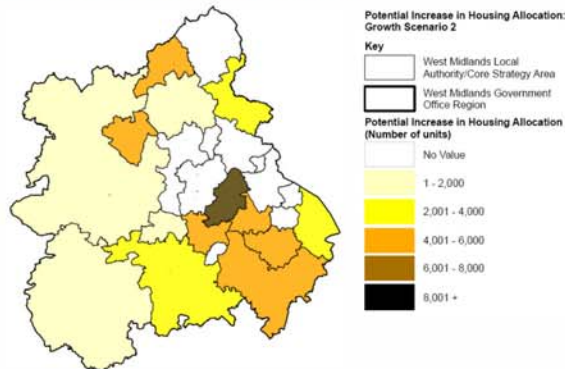 Potential Increase in Housing Allocation:
Growth Scenario 2
Key
West Midlands Local
Authority/Core Strategy Area
West Midlands Government
Office Region
Potential Increase in Housing Allocation
(Number of units)
No Value
1 - 2,000
2,001 - 4,000
4,001 - 6,000
6,001 - 8,000
8,001 +